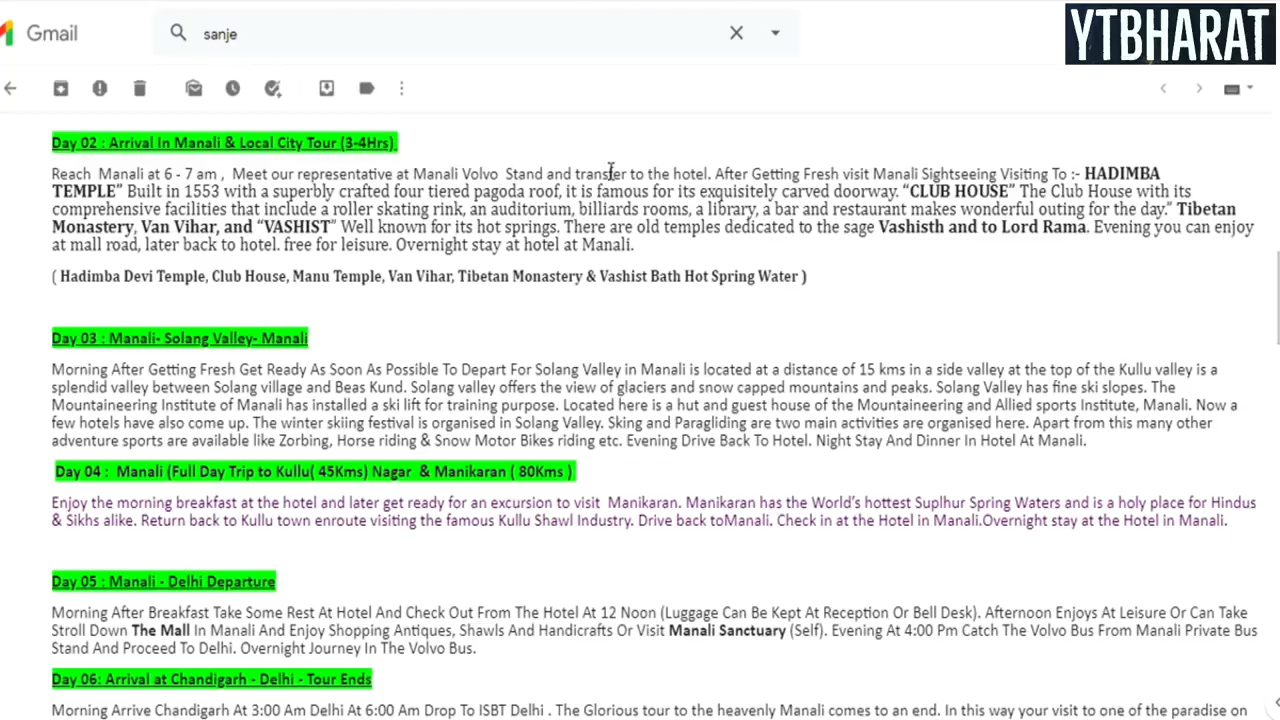 Gmail
sanje
YTBHARAT
Day 02 : Arrival In Manali & Local City Tour (3-4Hrs)
Reach Manali at 6 - 7 am , Meet our representative at Manali Volvo Stand and transfer to the hotel. After Getting Fresh visit Manali Sightseeing Visiting To :- HADIMBA
TEMPLE” Built in 1553 with a superbly crafted four tiered pagoda roof, it is famous for its exquisitely carved doorway. “CLUB HOUSE” The Club House with its
comprehensive facilities that include a roller skating rink, an auditorium, billiards rooms, a library, a bar and restaurant makes wonderful outing for the day.” Tibetan
Monastery, Van Vihar, and “VASHIST” Well known for its hot springs. There are old temples dedicated to the sage Vashisth and to Lord Rama. Evening you can enjoy
at mall road, later back to hotel. free for leisure. Overnight stay at hotel at Manali.
( Hadimba Devi Temple, Club House, Manu Temple, Van Vihar, Tibetan Monastery & Vashist Bath Hot Spring Water )
Day 03 : Manali- Solang Valley- Manali
Morning After Getting Fresh Get Ready As Soon As Possible To Depart For Solang Valley in Manali is located at a distance of 15 kms in a side valley at the top of the Kullu valley is a
splendid valley between Solang village and Beas Kund. Solang valley offers the view of glaciers and snow capped mountains and peaks. Solang Valley has fine ski slopes. The
Mountaineering Institute of Manali has installed a ski lift for training purpose. Located here is a hut and guest house of the Mountaineering and Allied sports Institute, Manali. Now a
few hotels have also come up. The winter skiing festival is organised in Solang Valley. Sking and Paragliding are two main activities are organised here. Apart from this many other
adventure sports are available like Zorbing, Horse riding & Snow Motor Bikes riding etc. Evening Drive Back To Hotel. Night Stay And Dinner In Hotel At Manali.
Day 04 : Manali (Full Day Trip to Kullu( 45Kms) Nagar & Manikaran ( 80Kms )
Enjoy the morning breakfast at the hotel and later get ready for an excursion to visit Manikaran. Manikaran has the World’s hottest Suplhur Spring Waters and is a holy place for Hindus
& Sikhs alike. Return back to Kullu town enroute visiting the famous Kullu Shawl Industry. Drive back toManali. Check in at the Hotel in Manali.Overnight stay at the Hotel in Manali.
Day 05 : Manali - Delhi Departure
Morning After Breakfast Take Some Rest At Hotel And Check Out From The Hotel At 12 Noon (Luggage Can Be Kept At Reception Or Bell Desk). Afternoon Enjoys At Leisure Or Can Take
Stroll Down The Mall In Manali And Enjoy Shopping Antiques, Shawls And Handicrafts Or Visit Manali Sanctuary (Self). Evening At 4:00 Pm Catch The Volvo Bus From Manali Private Bus
Stand And Proceed To Delhi. Overnight Journey In The Volvo Bus.
Day 06: Arrival at Chandigarh - Delhi - Tour Ends
Morning Arrive Chandigarh At 3:00 Am Delhi At 6:00 Am Drop To ISBT Delhi . The Glorious tour to the heavenly Manali comes to an end. In this way your visit to one of the paradise on